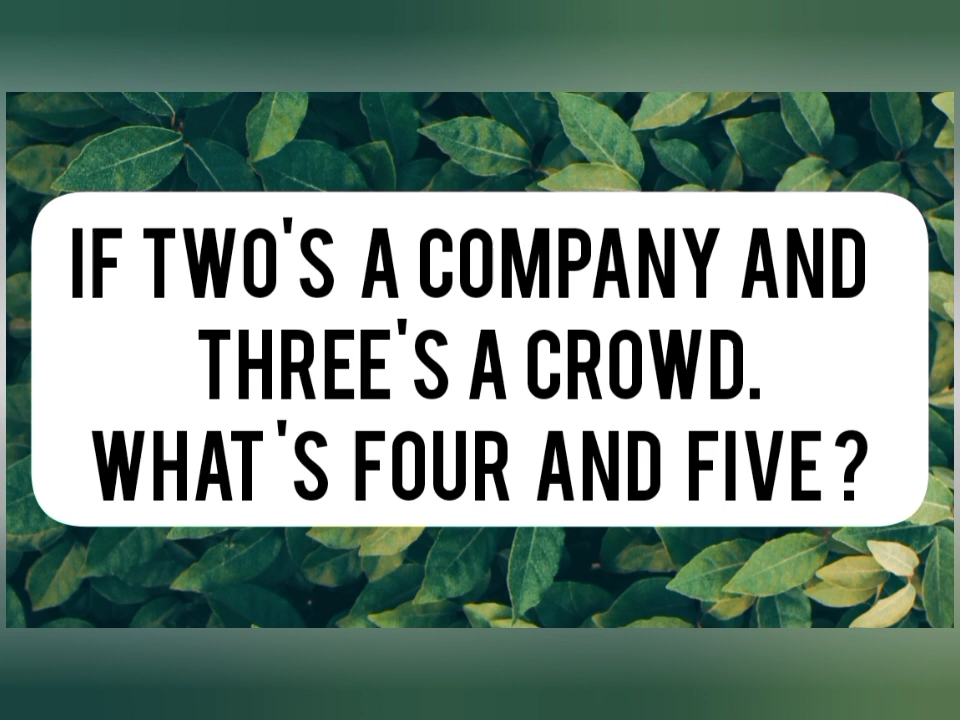 IF TWO'S A COMPANY AND
THREE'S A CROWD.
WHAT'S FOUR AND FIVE?